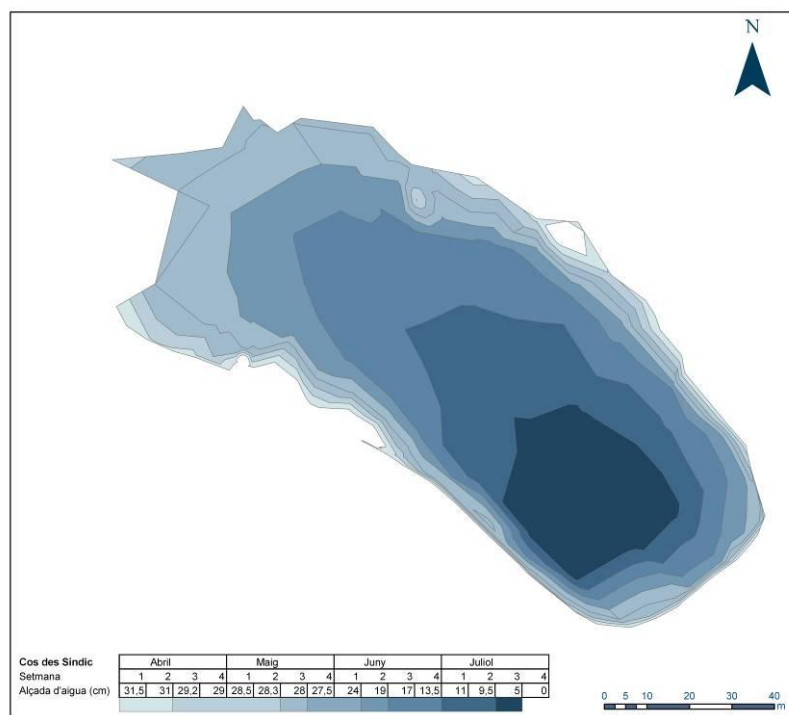 N
Cos des Síndic Abril Maig Juny Juliol
Setmana 1 2 3 4 1 2 3 4 1 2 3 4 1 2 3 4
Alçada d'aigua (cm) 31,5 31 29,2 29 28,5 28,3 28 27,5 24 19 17 13,5 11 9,5 5 0
0 5 10 20 30 40
m